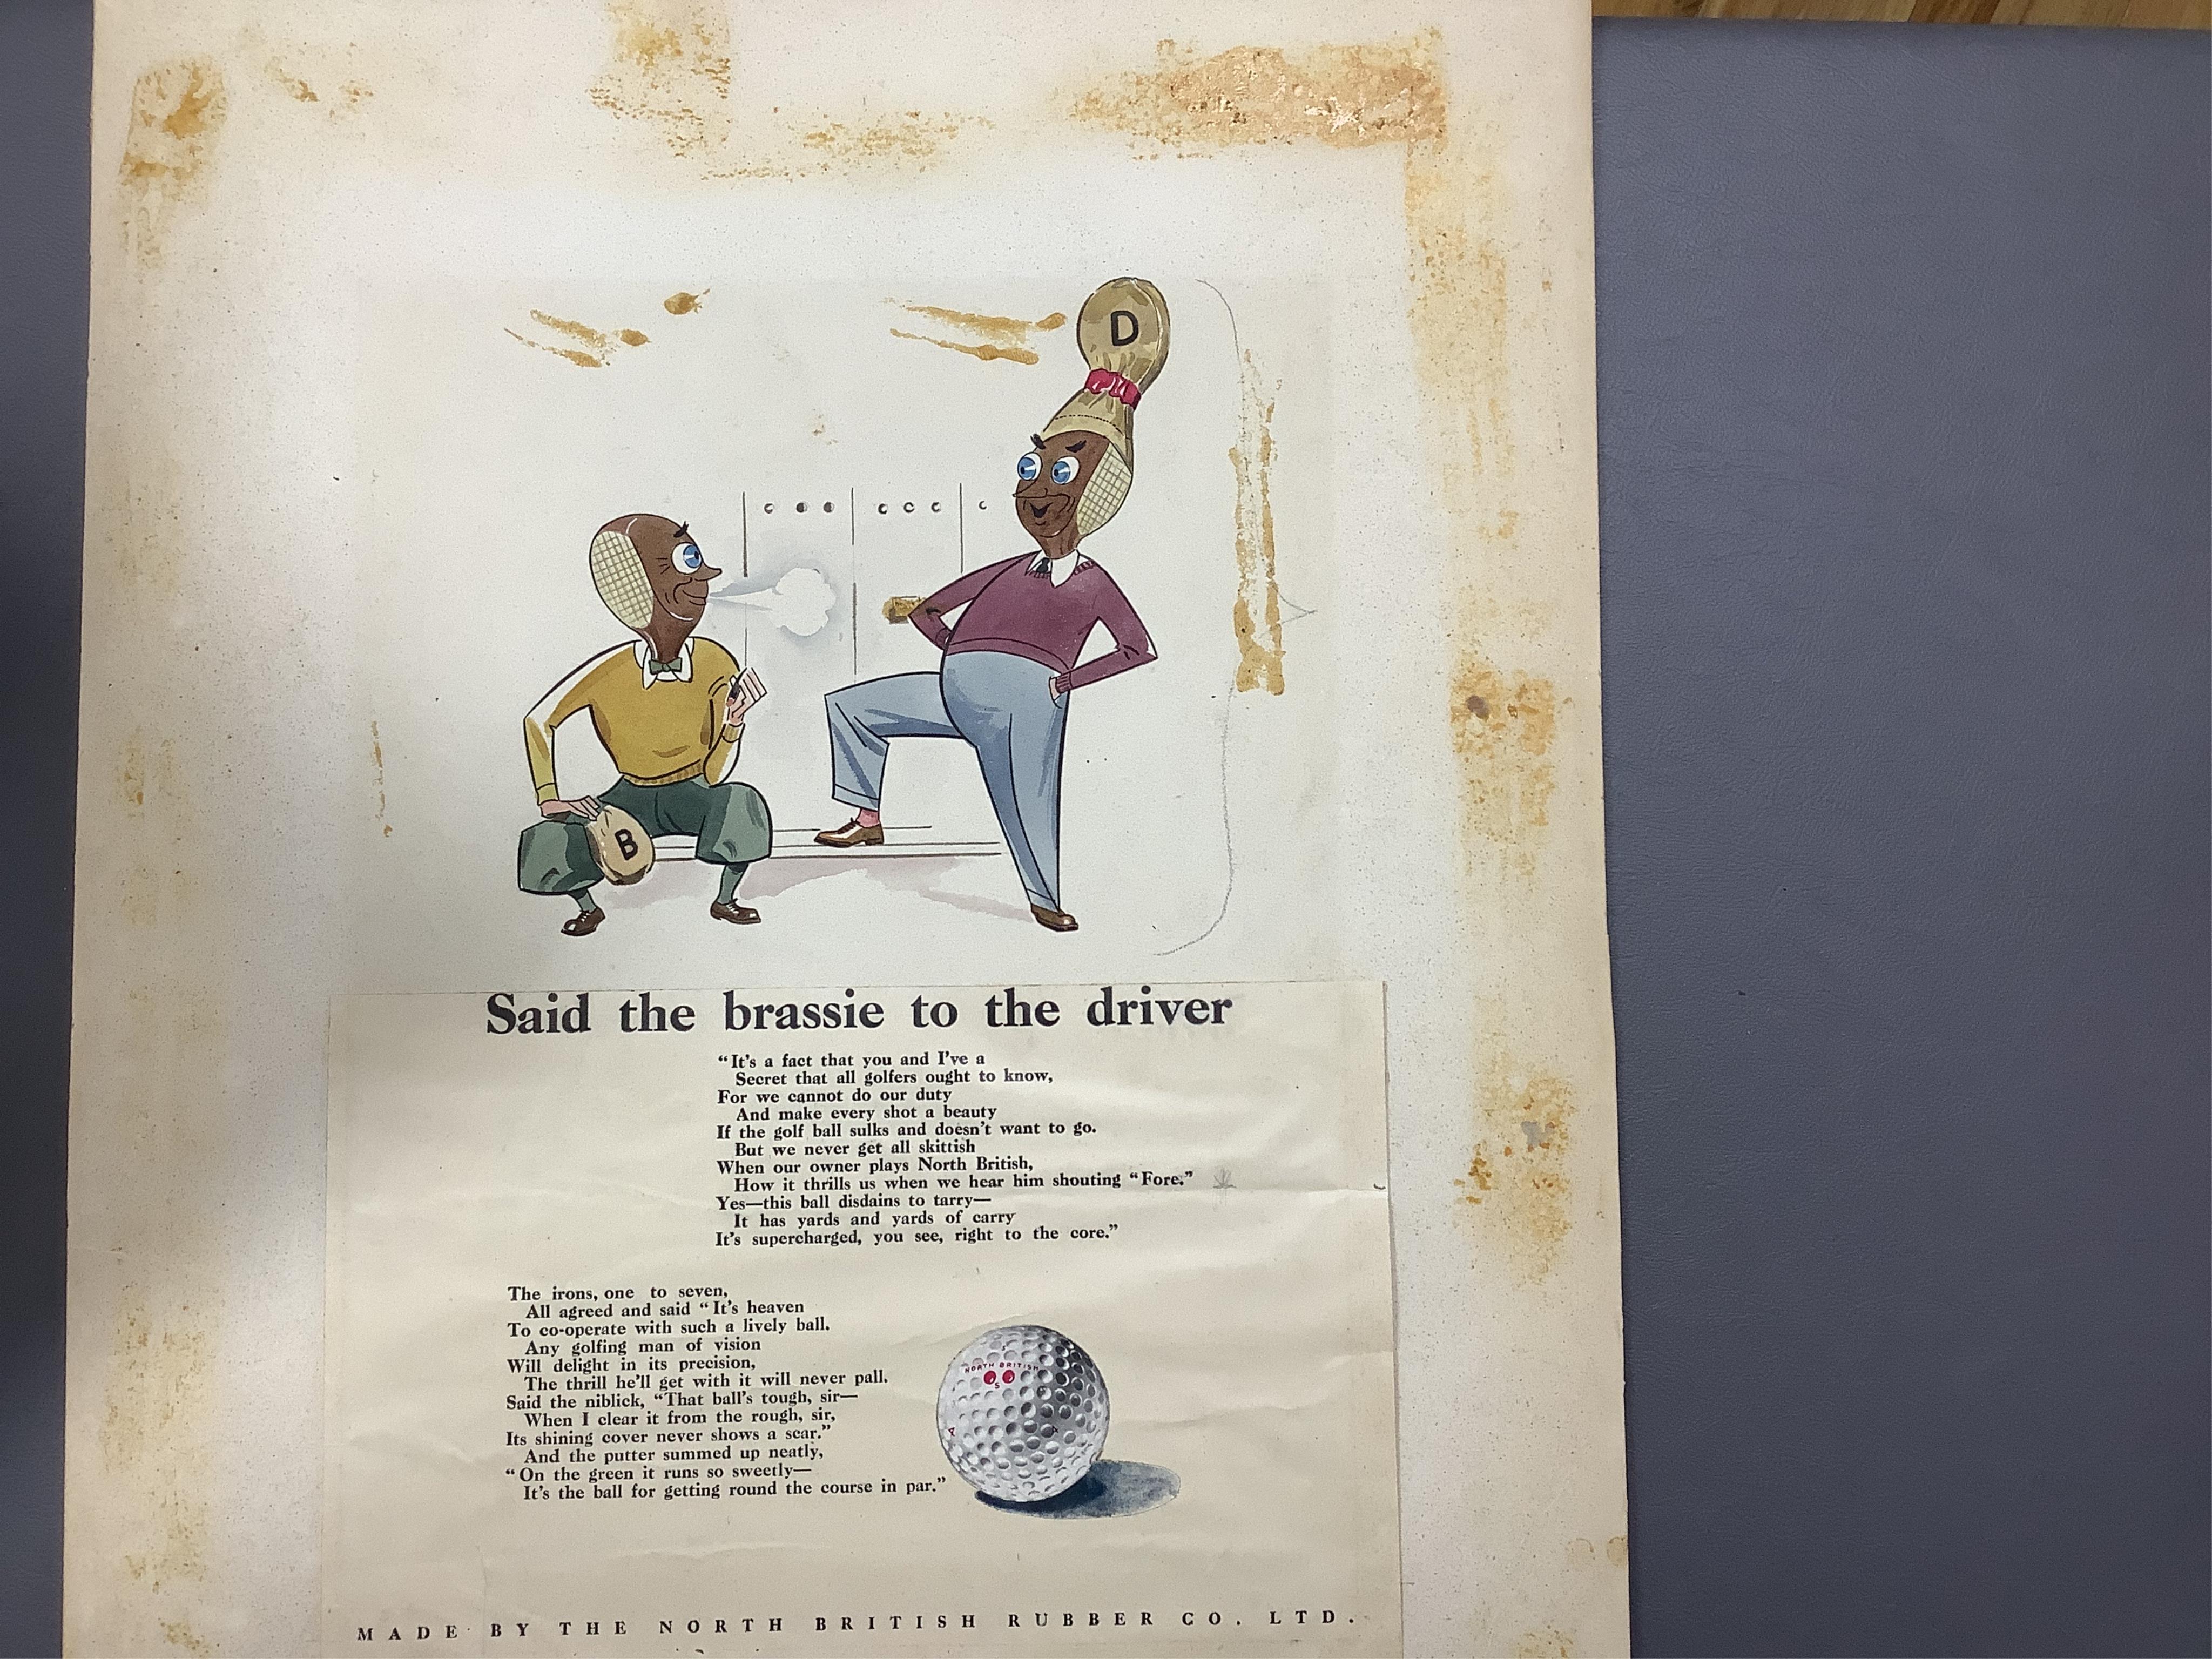 D
B
Said the brassie to the driver
“It's a fact that you and I've a
Secret that all golfers ought to know,
For we cannot do our duty
And make every shot a beauty
If the golf ball sulks and doesn't want to go.
But we never get all skittish
When our owner plays North British,
How it thrills us when we hear him shouting “Fore.”
Yes—this ball disdains to tarry—
It has yards and yards of carry
It's supercharged, you see, right to the core.”
The irons, one to seven,
All agreed and said “It's heaven
To co-operate with such a lively ball.
Any golfing man of vision
Will delight in its precision,
The thrill he'll get with it will never pall.
Said the niblick, “That ball's tough, sir—
When I clear it from the rough, sir,
Its shining cover never shows a scar.”
And the putter summed up neatly,
“On the green it runs so sweetly—
It's the ball for getting round the course in par.”
NORTH BRITISH
S
MADE BY THE NORTH BRITISH RUBBER CO. LTD.